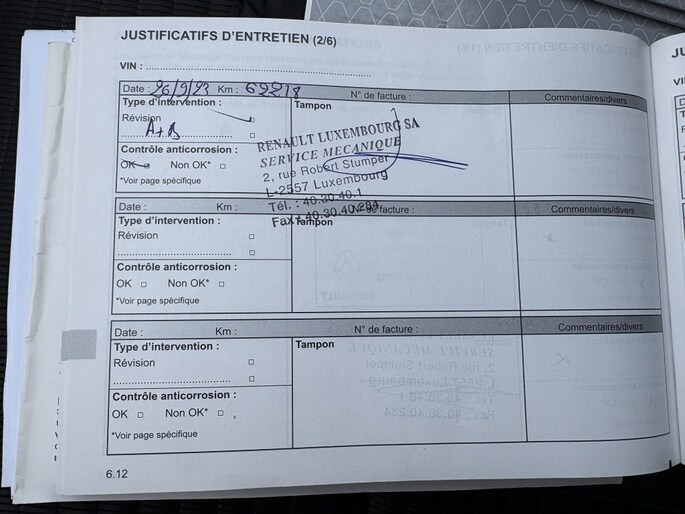 JUSTIFICATIFS D'ENTRETIEN (2/6)
VIN :
Date : 26/9/23 Km : 62218 N° de facture : Commentaires/divers
Type d'intervention : Tampon
Révision
A+B
Contrôle anticorrosion :
OK Non OK*
*Voir page spécifique
RENAULT LUXEMBOURG SA
SERVICE MECANIQUE
2, rue Robert Stumper
L-2557 Luxembourg
Tél. : 40.30.40.1
Fax : 40.30.40.284
Date : Km : N° de facture : Commentaires/divers
Type d'intervention : Tampon
Révision
Contrôle anticorrosion :
OK Non OK*
*Voir page spécifique
Date : Km : N° de facture : Commentaires/divers
Type d'intervention : Tampon
Révision
Contrôle anticorrosion :
OK Non OK*
*Voir page spécifique
6.12